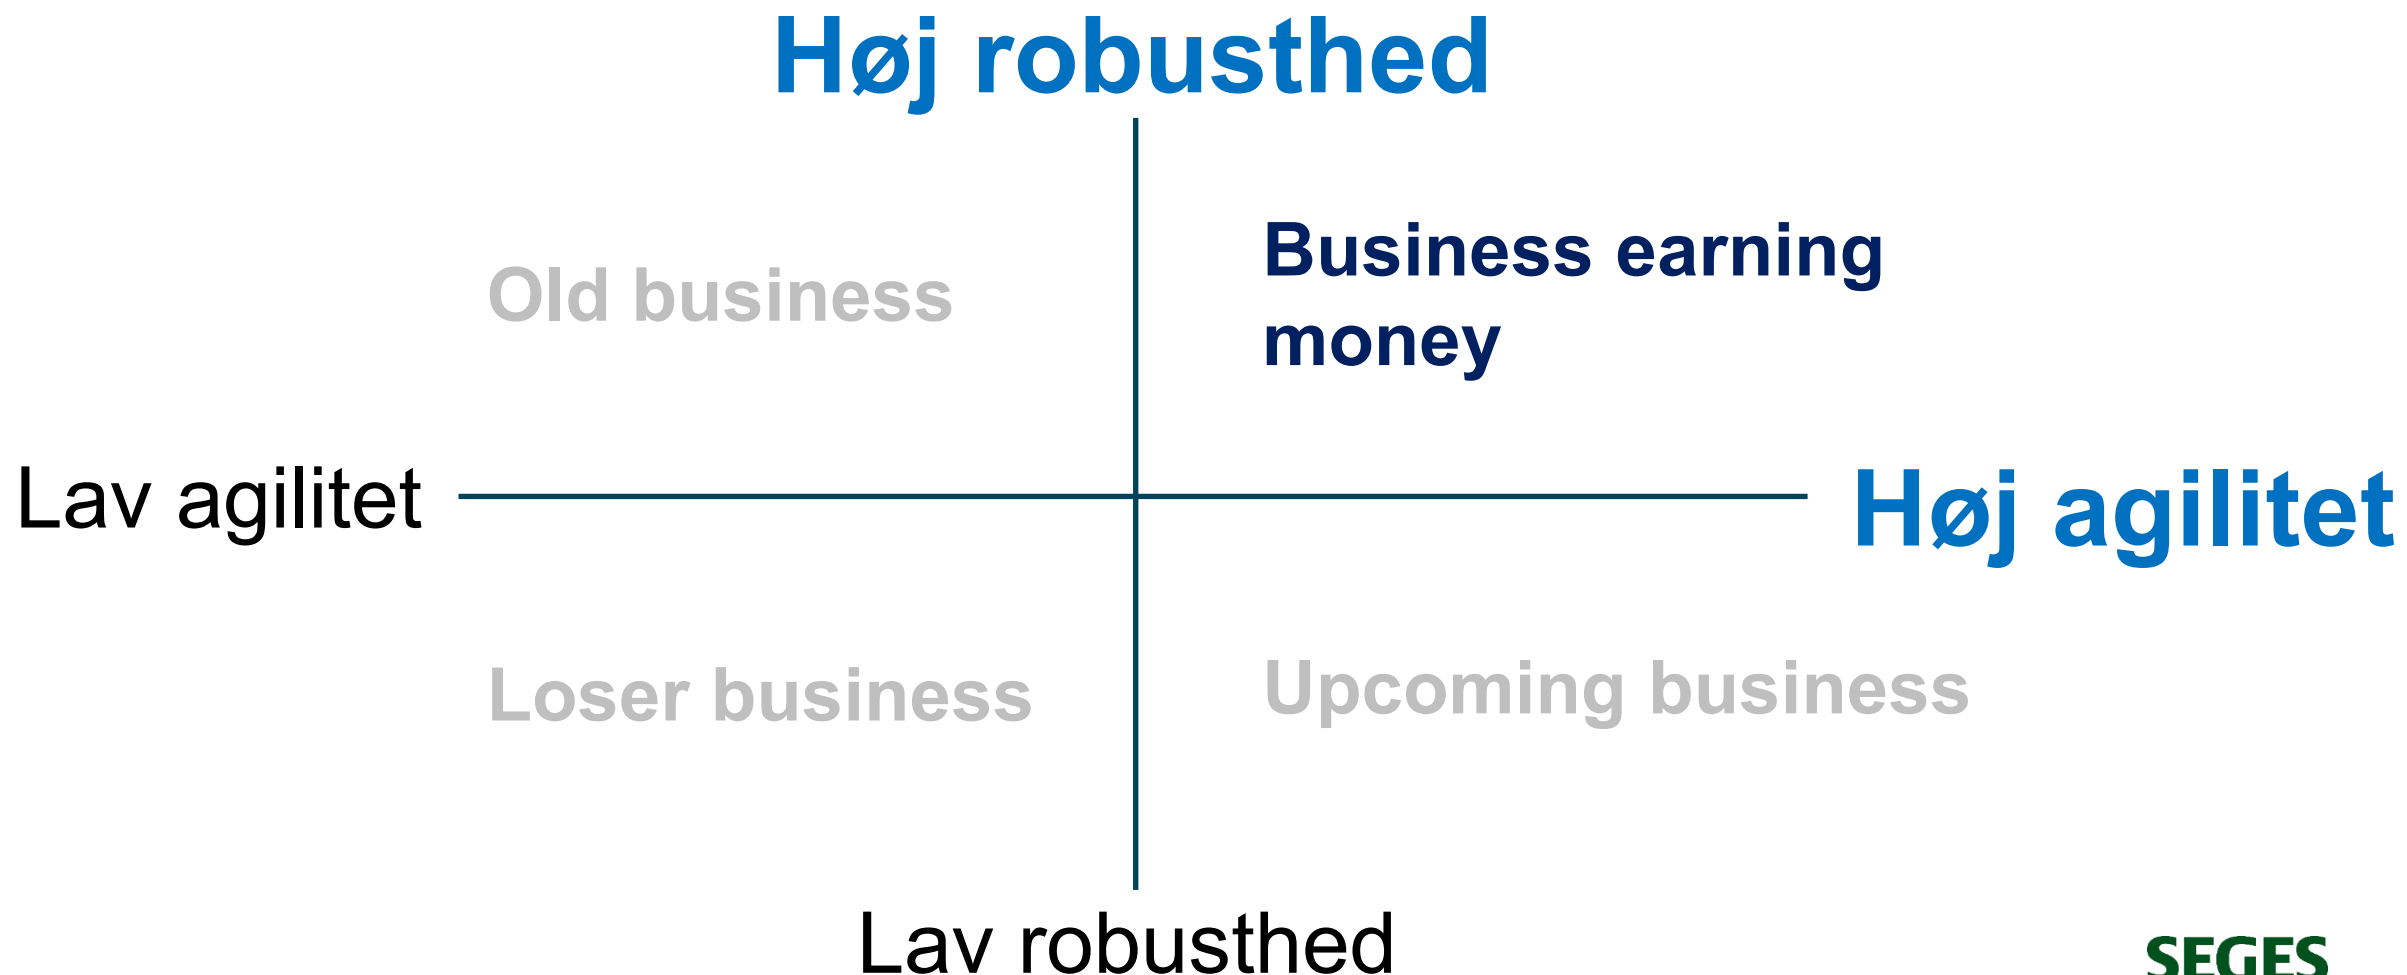 Høj robusthed
Business earning
money
Old business
Lav agilitet
Høj agilitet
Loser business
Upcoming business
Lav robusthed
SEGES